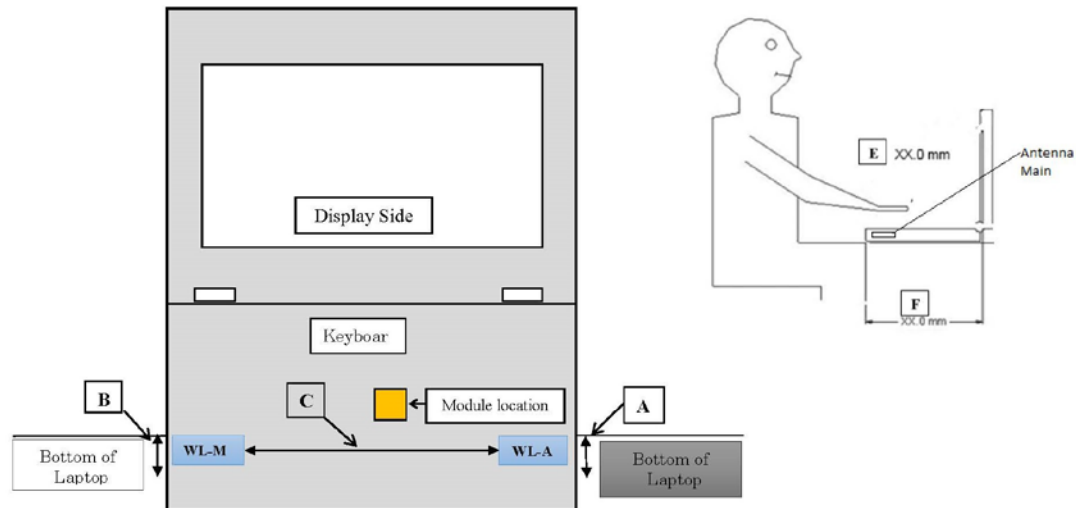 Display Side
Keyboar
Module location
C
B
A
WL-M
WL-A
Bottom of
Laptop
Bottom of
Laptop
E XX.0 mm
Antenna
Main
F
XX.0 mm